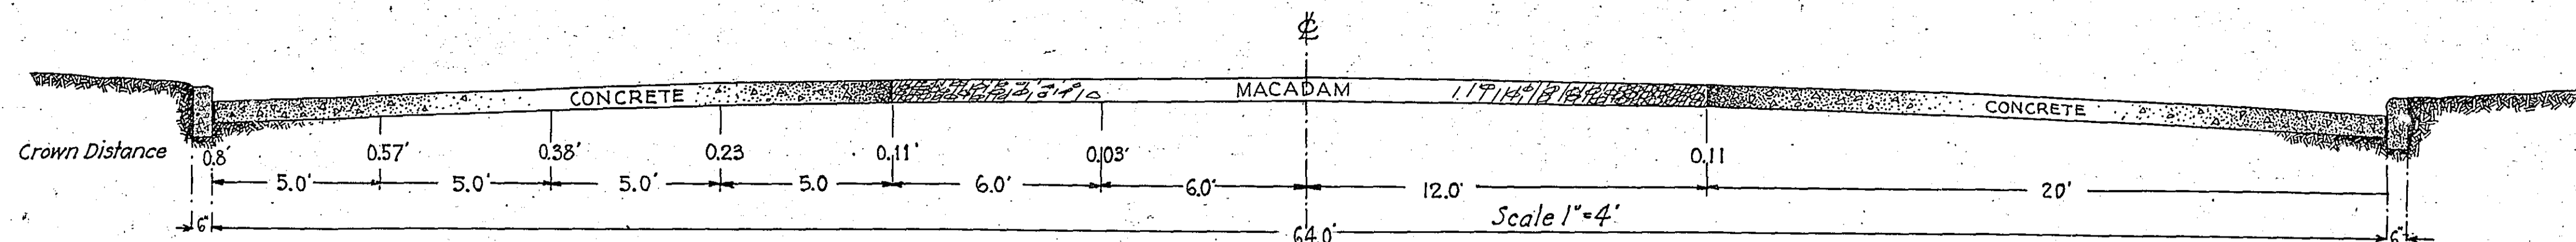 ℄
CONCRETE MACADAM CONCRETE
Crown Distance 0.8' 0.57' 0.38' 0.23 0.11' 0.03' 0.11
5.0' 5.0' 5.0' 5.0 6.0' 6.0' 12.0' 20'
Scale 1"=4'
6" 64.0' 6"